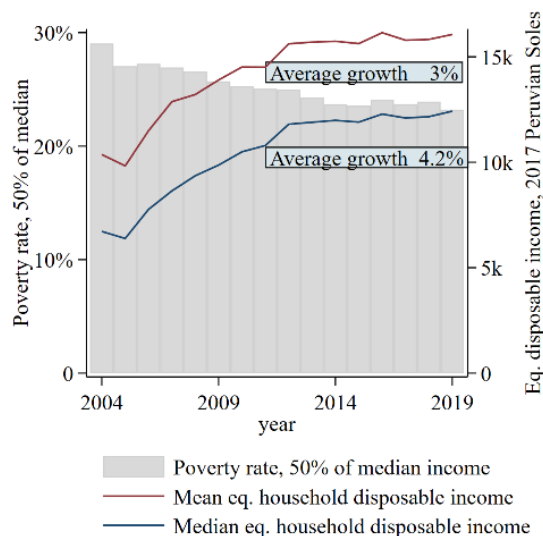 30%
20%
10%
0
Poverty rate, 50% of median
15k
10k
5k
0
Eq. disposable income, 2017 Peruvian Soles
Average growth 3%
Average growth 4.2%
2004 2009 2014 2019
year
Poverty rate, 50% of median income
Mean eq. household disposable income
Median eq. household disposable income